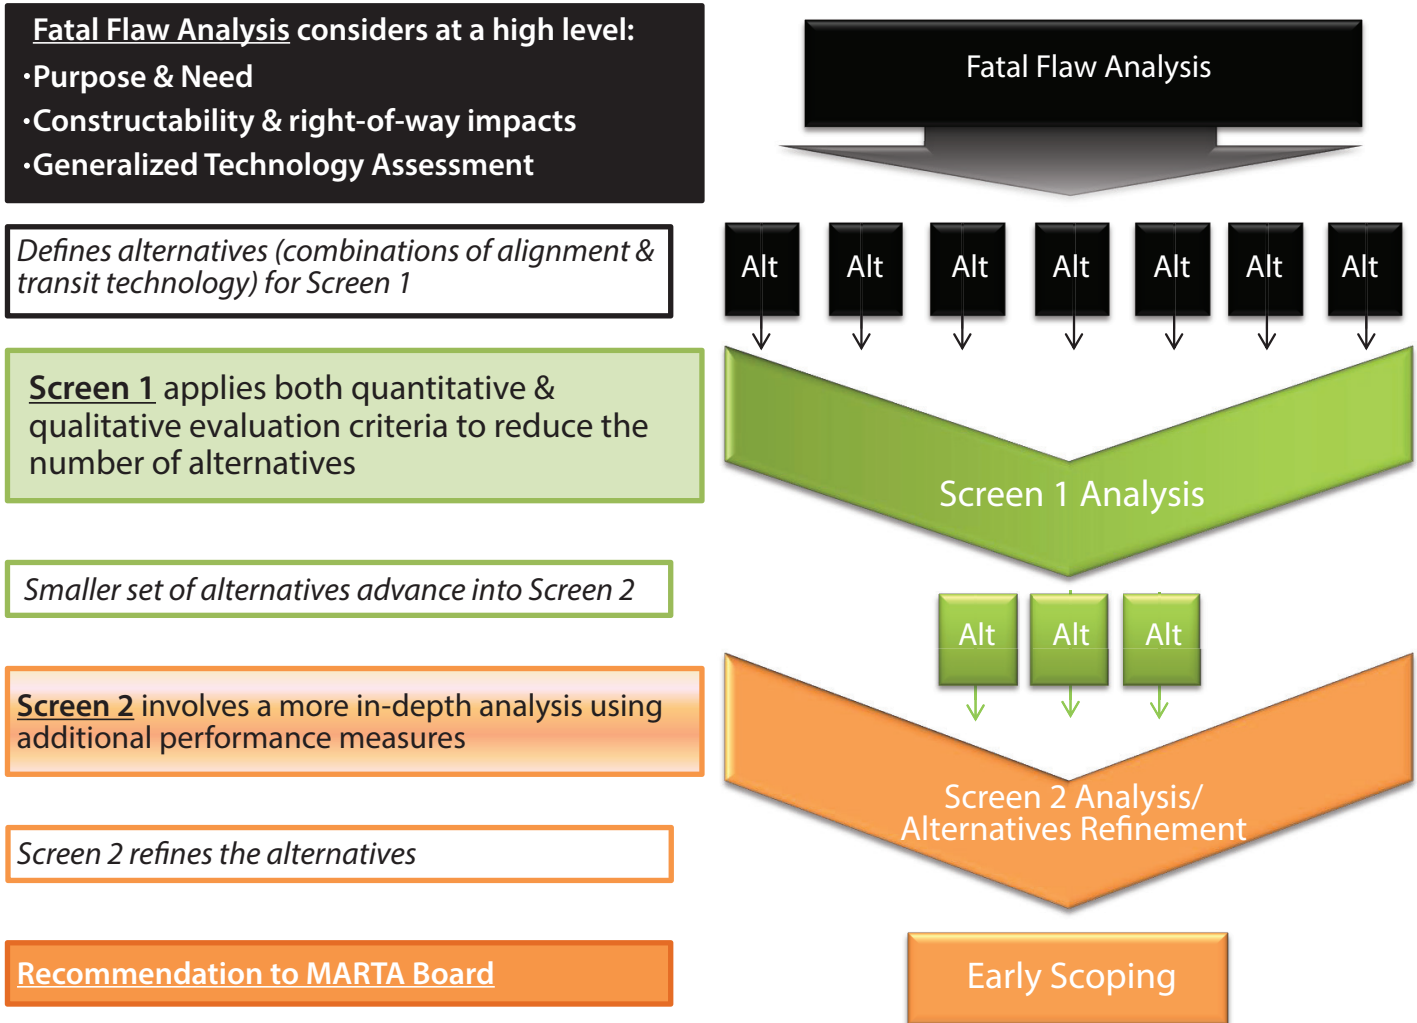 Fatal Flaw Analysis considers at a high level:
·Purpose & Need
·Constructability & right-of-way impacts
·Generalized Technology Assessment
Fatal Flaw Analysis
Defines alternatives (combinations of alignment &
transit technology) for Screen 1
Alt Alt Alt Alt Alt Alt Alt
Screen 1 applies both quantitative &
qualitative evaluation criteria to reduce the
number of alternatives
Screen 1 Analysis
Smaller set of alternatives advance into Screen 2
Alt Alt Alt
Screen 2 involves a more in-depth analysis using
additional performance measures
Screen 2 Analysis/
Alternatives Refinement
Screen 2 refines the alternatives
Recommendation to MARTA Board
Early Scoping